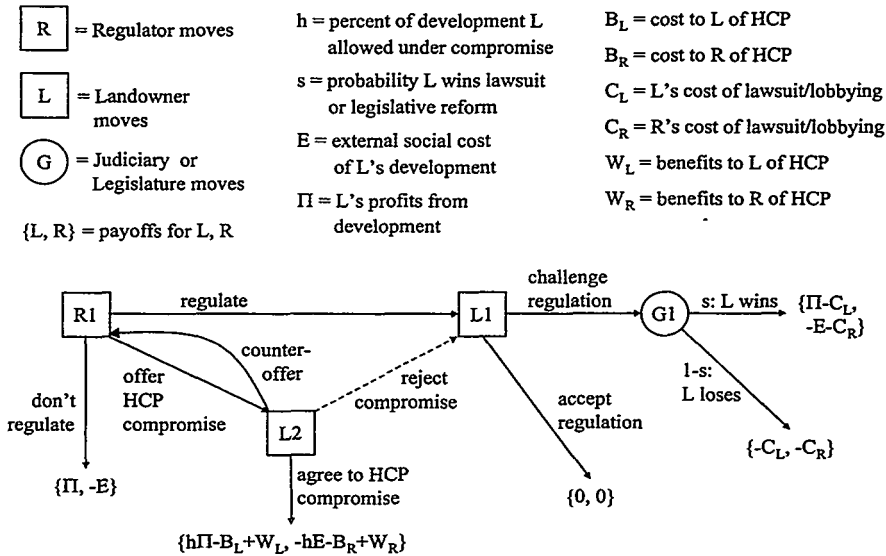 R = Regulator moves
L = Landowner
moves
G = Judiciary or
Legislature moves
{L, R} = payoffs for L, R
h = percent of development L
allowed under compromise
s = probability L wins lawsuit
or legislative reform
E = external social cost
of L's development
Π = L's profits from
development
B_L = cost to L of HCP
B_R = cost to R of HCP
C_L = L's cost of lawsuit/lobbying
C_R = R's cost of lawsuit/lobbying
W_L = benefits to L of HCP
W_R = benefits to R of HCP
R1
regulate
L1
challenge
regulation
G1
s: L wins
{Π-C_L,
-E-C_R}
counter-
offer
offer
HCP
compromise
reject
compromise
don't
regulate
L2
accept
regulation
1-s:
L loses
{-C_L, -C_R}
{Π, -E}
agree to HCP
compromise
{0, 0}
{hΠ-B_L+W_L, -hE-B_R+W_R}